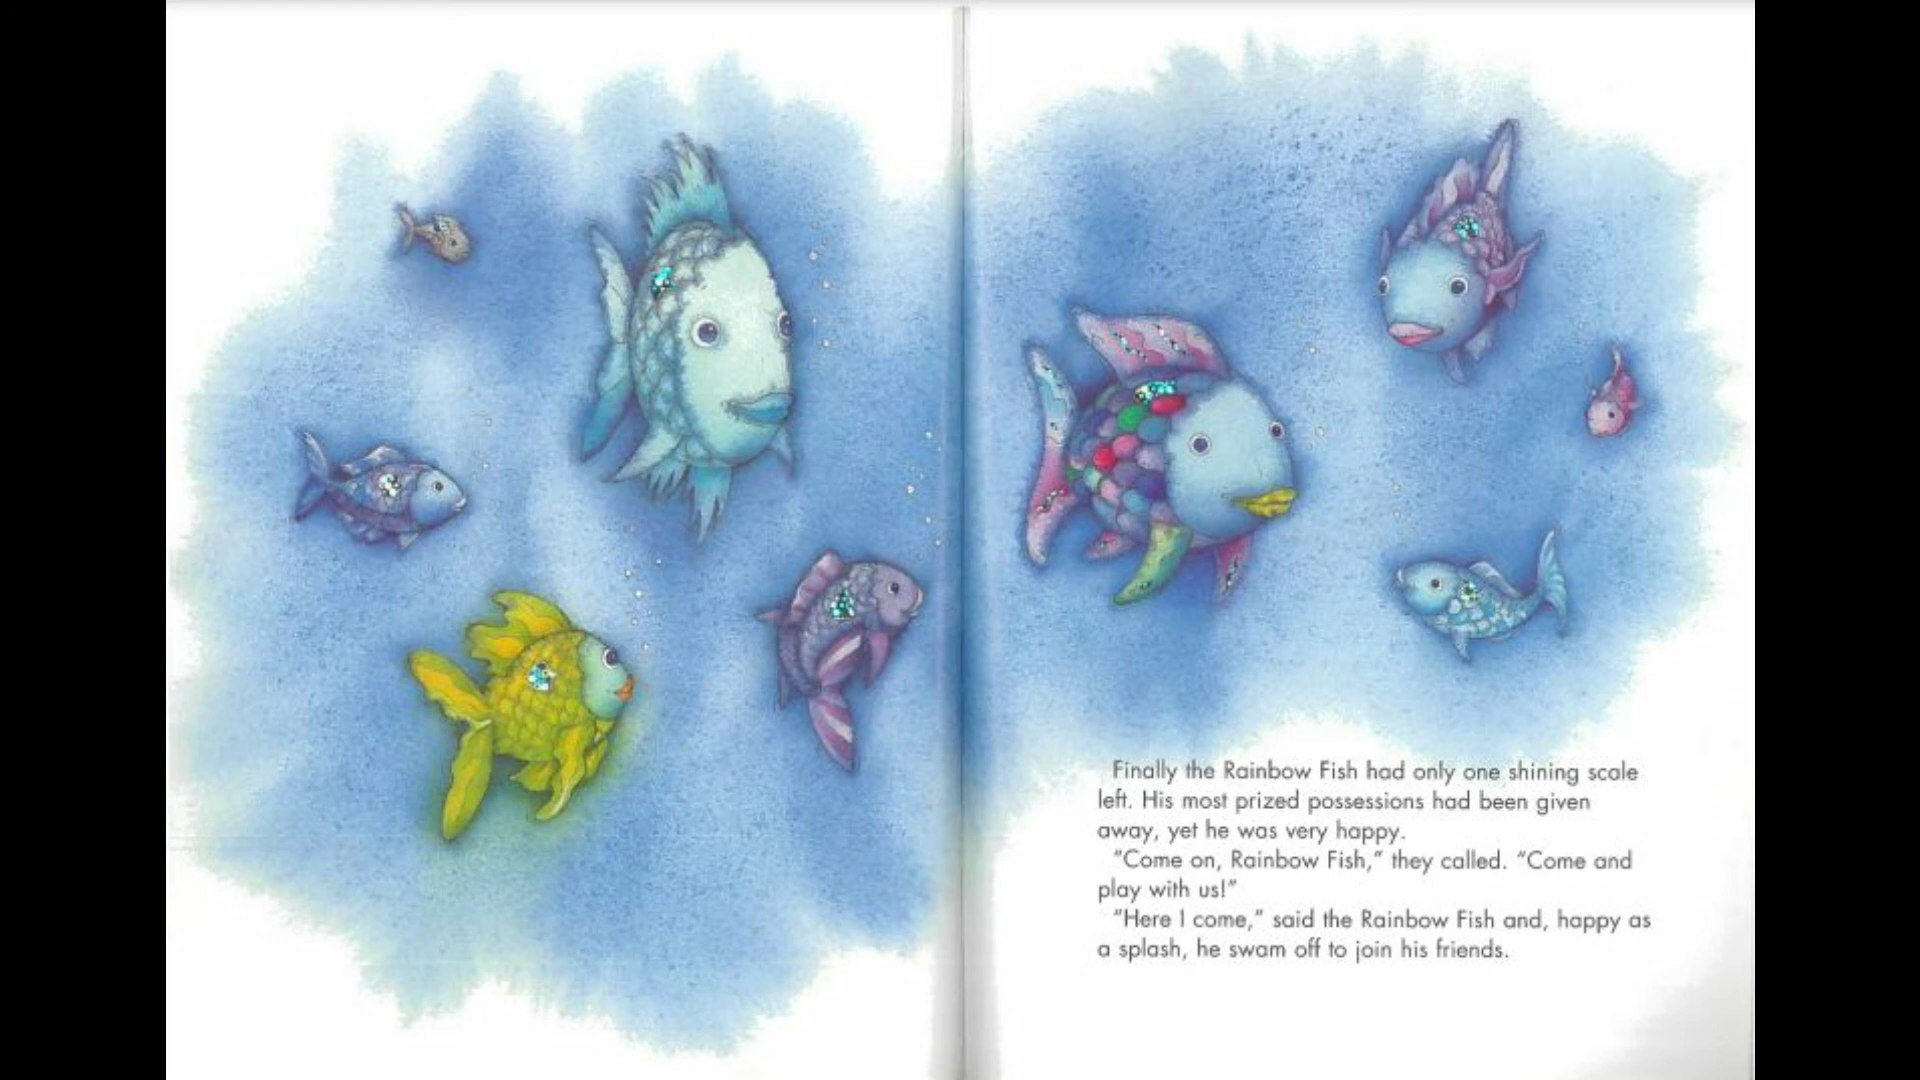 Finally the Rainbow Fish had only one shining scale
left. His most prized possessions had been given
away, yet he was very happy.
"Come on, Rainbow Fish," they called. "Come and
play with us!"
"Here I come," said the Rainbow Fish and, happy as
a splash, he swam off to join his friends.